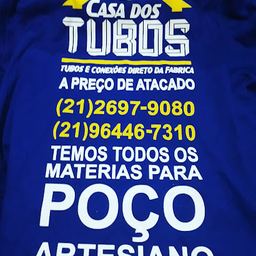 CASA DOS
TUBOS
TUBOS E CONEXÕES DIRETO DA FABRICA
A PREÇO DE ATACADO
(21)2697-9080
(21)96446-7310
TEMOS TODOS OS
MATERIAS PARA
POÇO
ARTESIANO